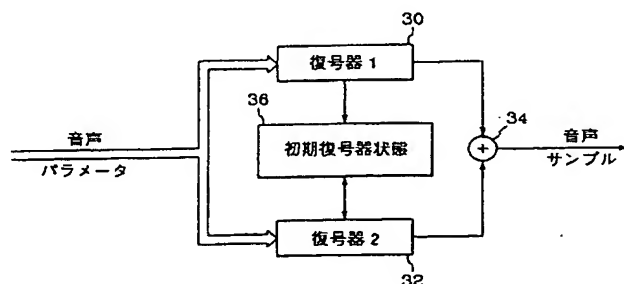 30
復号器 1
36
初期復号器状態
34
+
音声
パラメータ
音声
サンプル
復号器 2
32